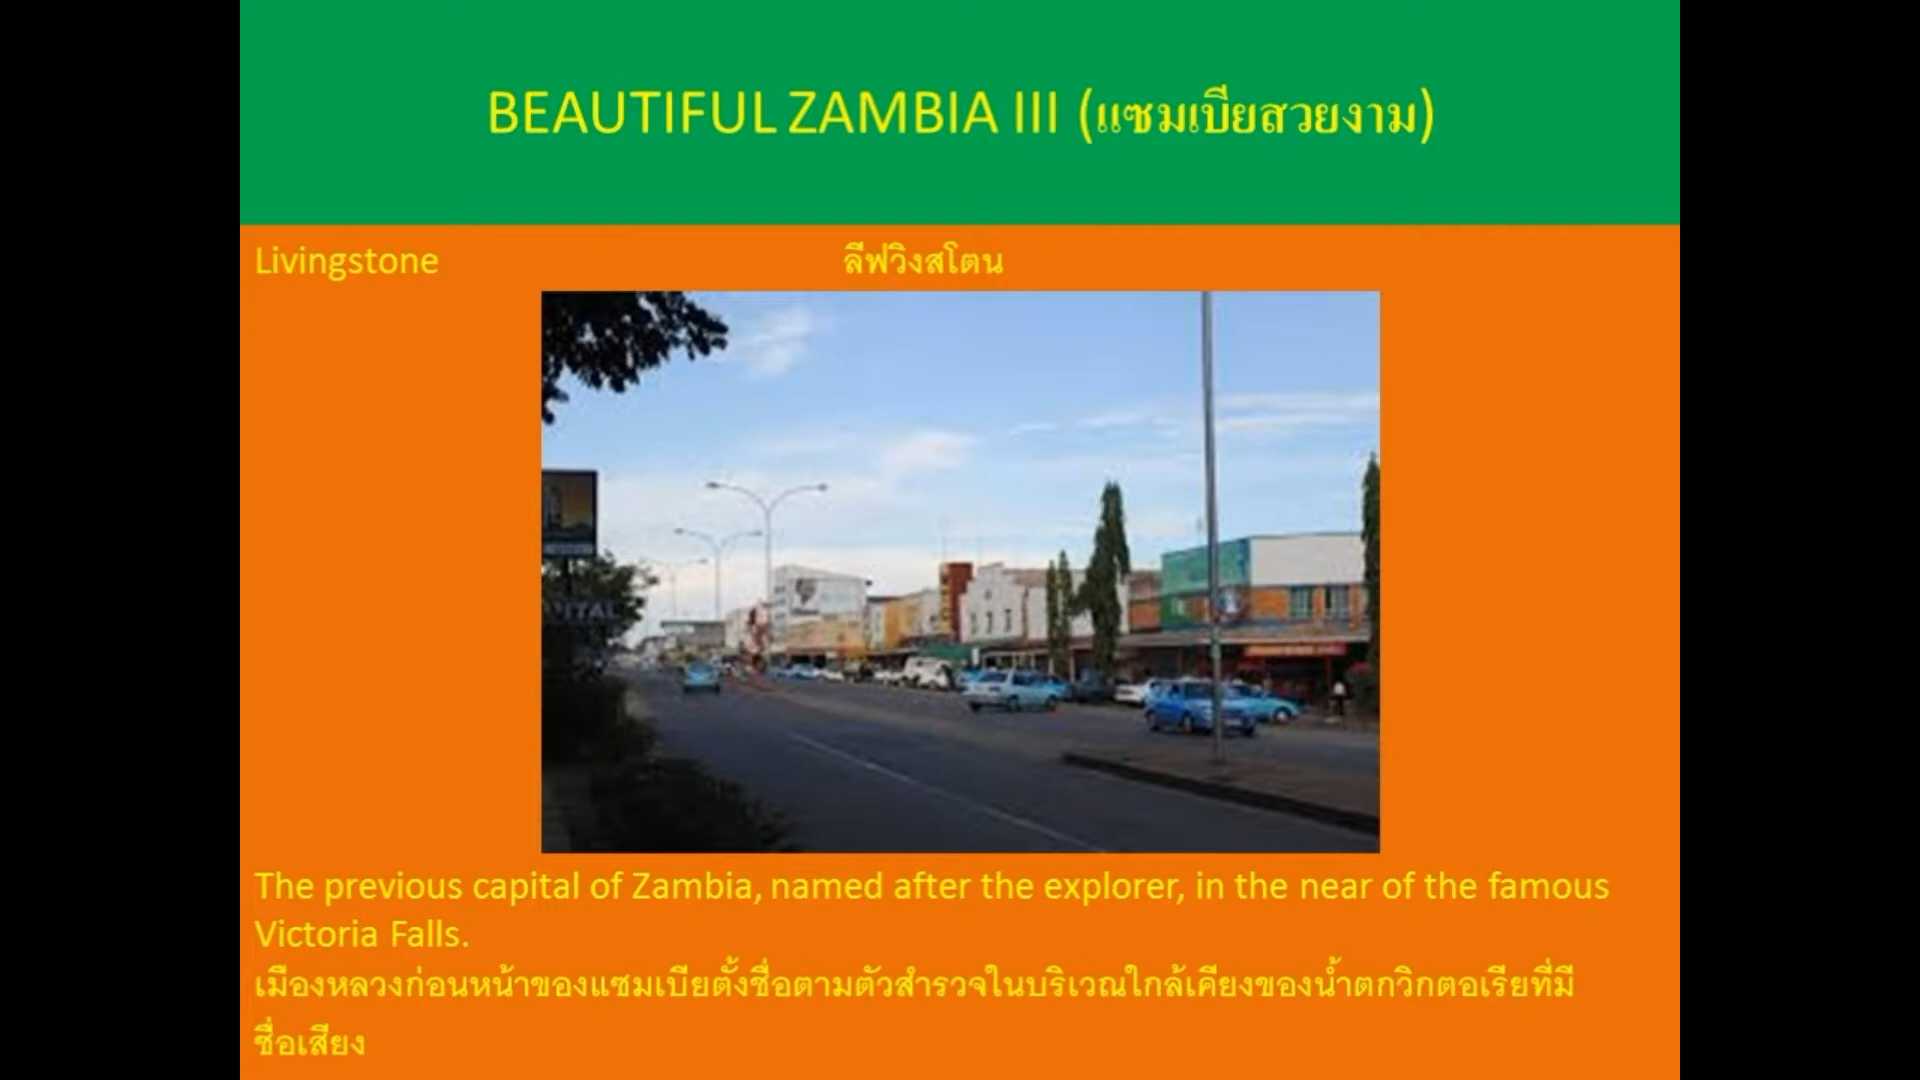 BEAUTIFUL ZAMBIA III (แซมเบียสวยงาม)
Livingstone ลีฟวิงสโตน
PITAL
The previous capital of Zambia, named after the explorer, in the near of the famous
Victoria Falls.
เมืองหลวงก่อนหน้าของแซมเบียตั้งชื่อตามตัวสำรวจในบริเวณใกล้เคียงของน้ำตกวิกตอเรียที่มี
ชื่อเสียง